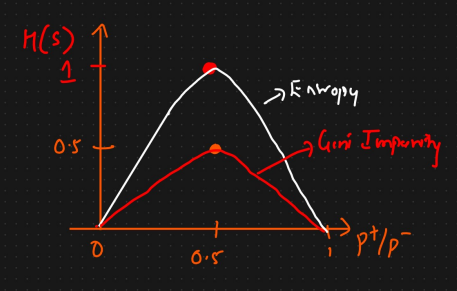 H(S)
1
Entropy
0.5
Gini Impurity
0
0.5
1
P+/P-